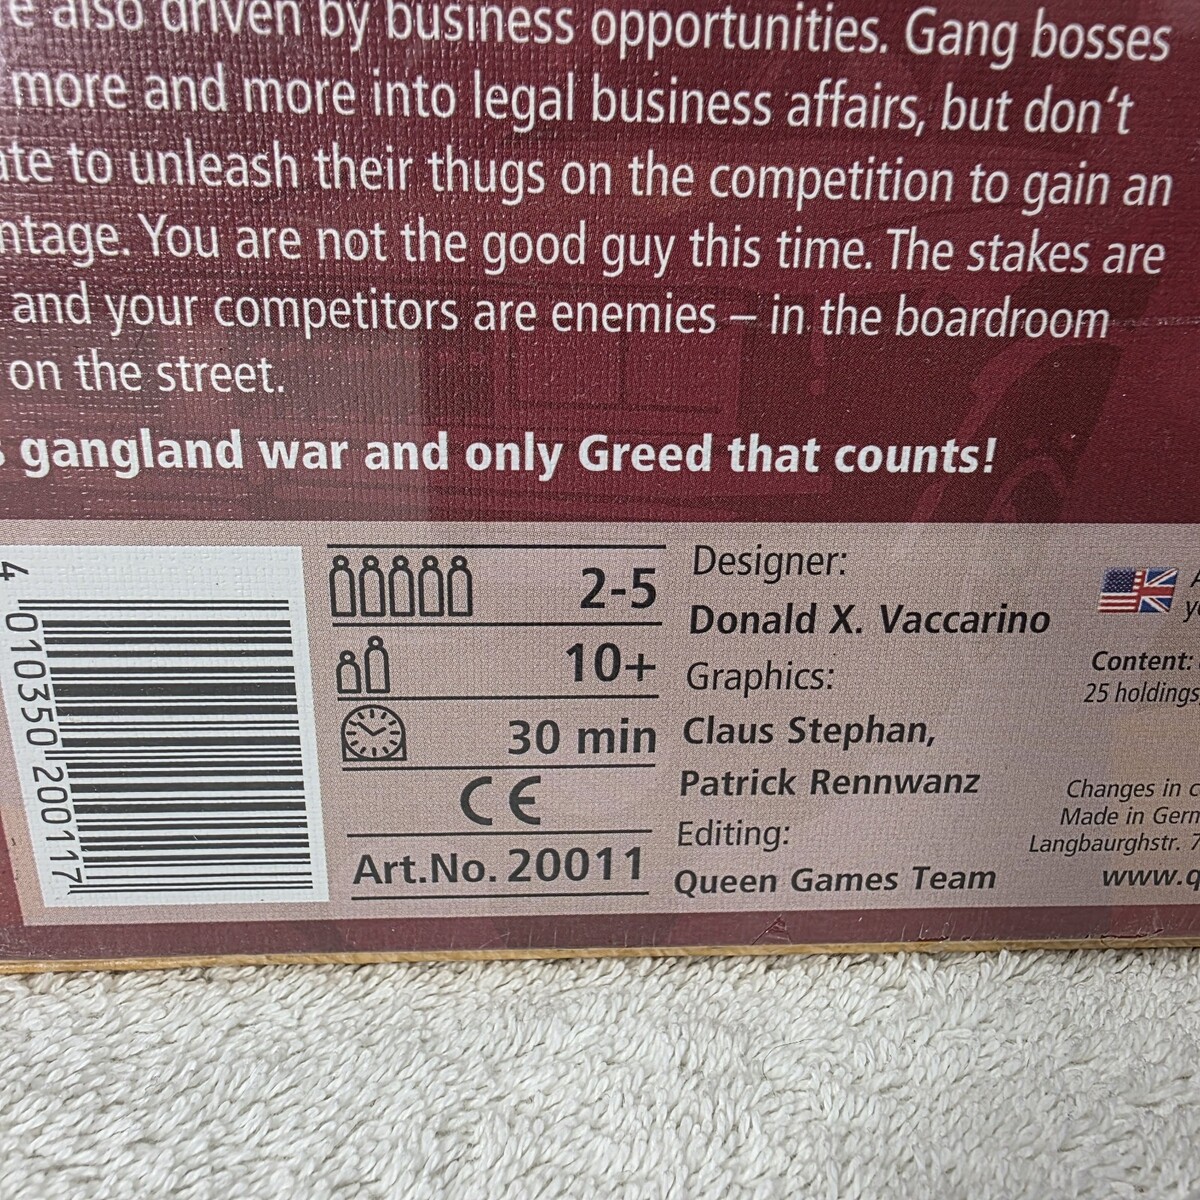 also driven by business opportunities. Gang bosses
more and more into legal business affairs, but don't
ate to unleash their thugs on the competition to gain an
ntage. You are not the good guy this time. The stakes are
and your competitors are enemies – in the boardroom
on the street.
gangland war and only Greed that counts!
4 010350 200117
2-5
10+
30 min
CE
Art.No. 20011
Designer:
Donald X. Vaccarino
Graphics:
Claus Stephan,
Patrick Rennwanz
Editing:
Queen Games Team
Content:
25 holdings,
Changes in c
Made in Germ
Langbaurghstr. 7
www.q